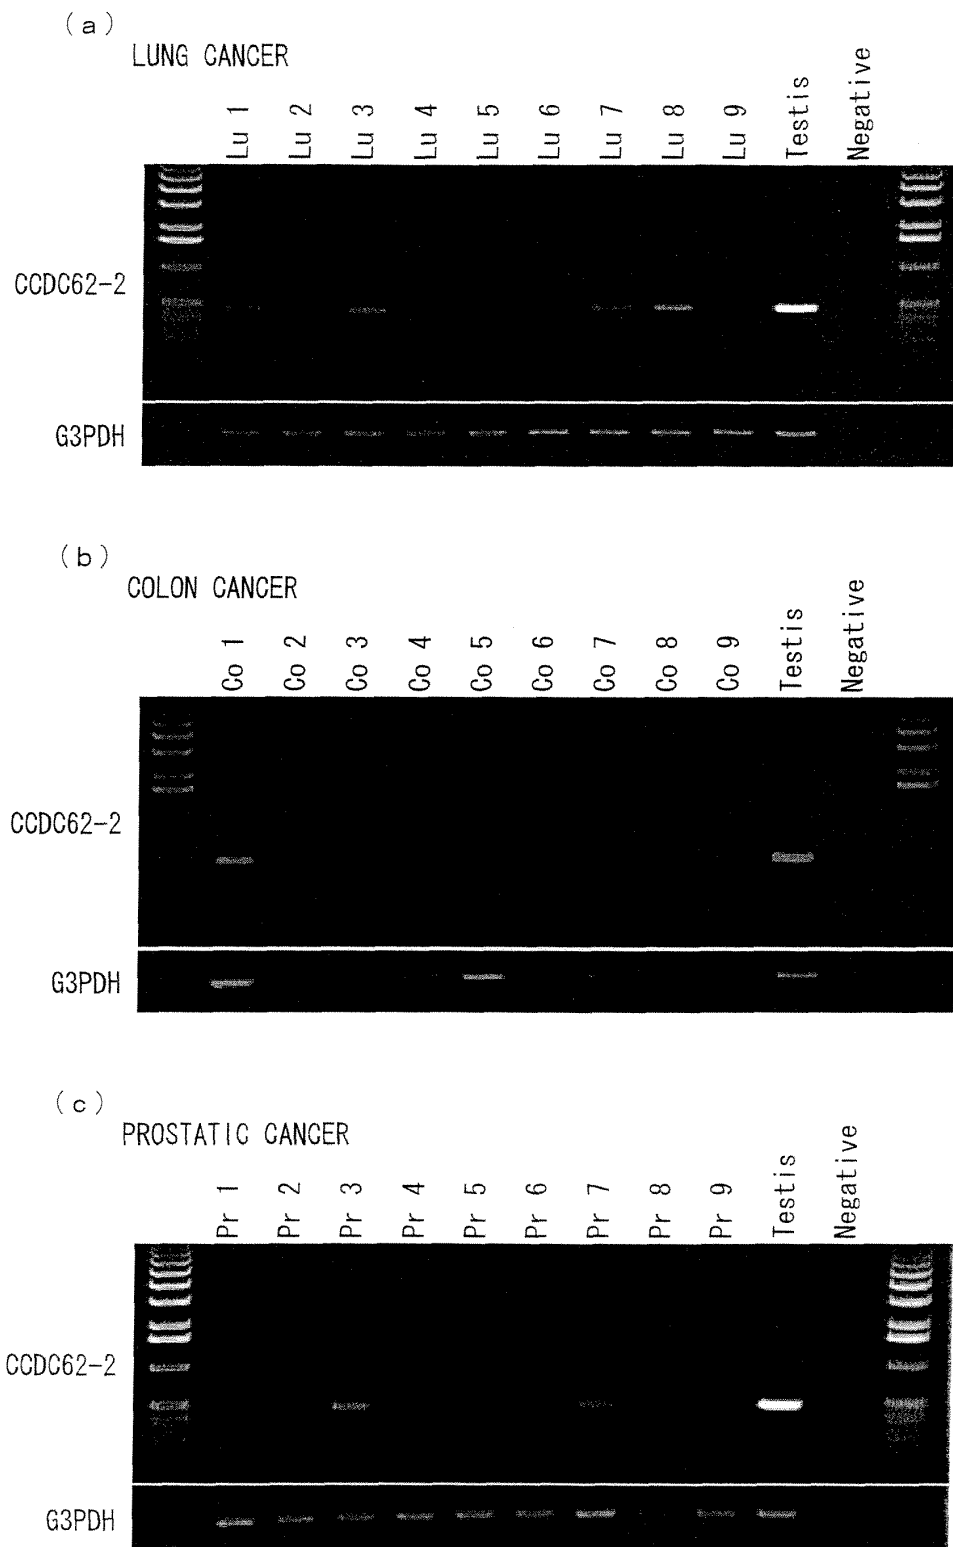 (a)
LUNG CANCER
Lu 1 Lu 2 Lu 3 Lu 4 Lu 5 Lu 6 Lu 7 Lu 8 Lu 9 Testis Negative
CCDC62-2
G3PDH
(b)
COLON CANCER
Co 1 Co 2 Co 3 Co 4 Co 5 Co 6 Co 7 Co 8 Co 9 Testis Negative
CCDC62-2
G3PDH
(c)
PROSTATIC CANCER
Pr 1 Pr 2 Pr 3 Pr 4 Pr 5 Pr 6 Pr 7 Pr 8 Pr 9 Testis Negative
CCDC62-2
G3PDH